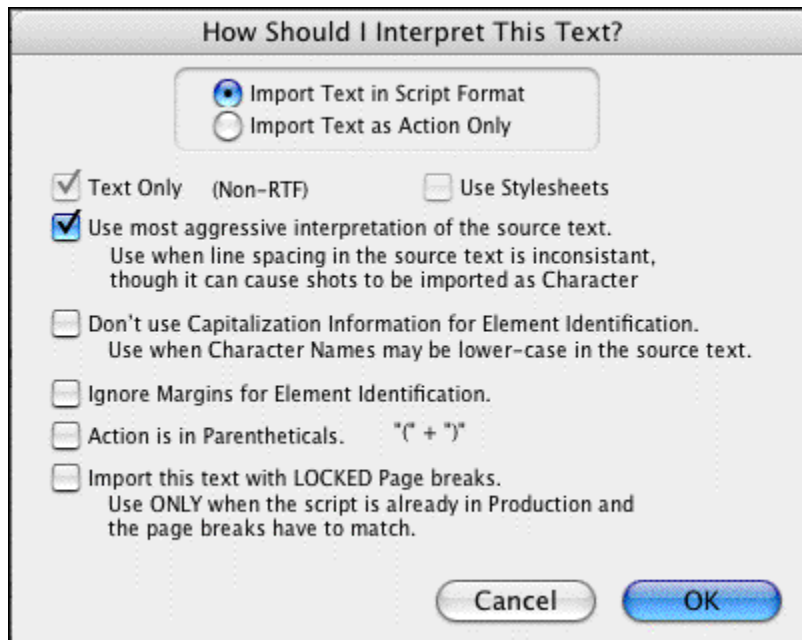 How Should I Interpret This Text?
Import Text in Script Format
Import Text as Action Only
Text Only (Non-RTF) Use Stylesheets
Use most aggressive interpretation of the source text.
Use when line spacing in the source text is inconsistant,
though it can cause shots to be imported as Character
Don't use Capitalization Information for Element Identification.
Use when Character Names may be lower-case in the source text.
Ignore Margins for Element Identification.
Action is in Parentheticals. "(" + ")"
Import this text with LOCKED Page breaks.
Use ONLY when the script is already in Production and
the page breaks have to match.
Cancel OK